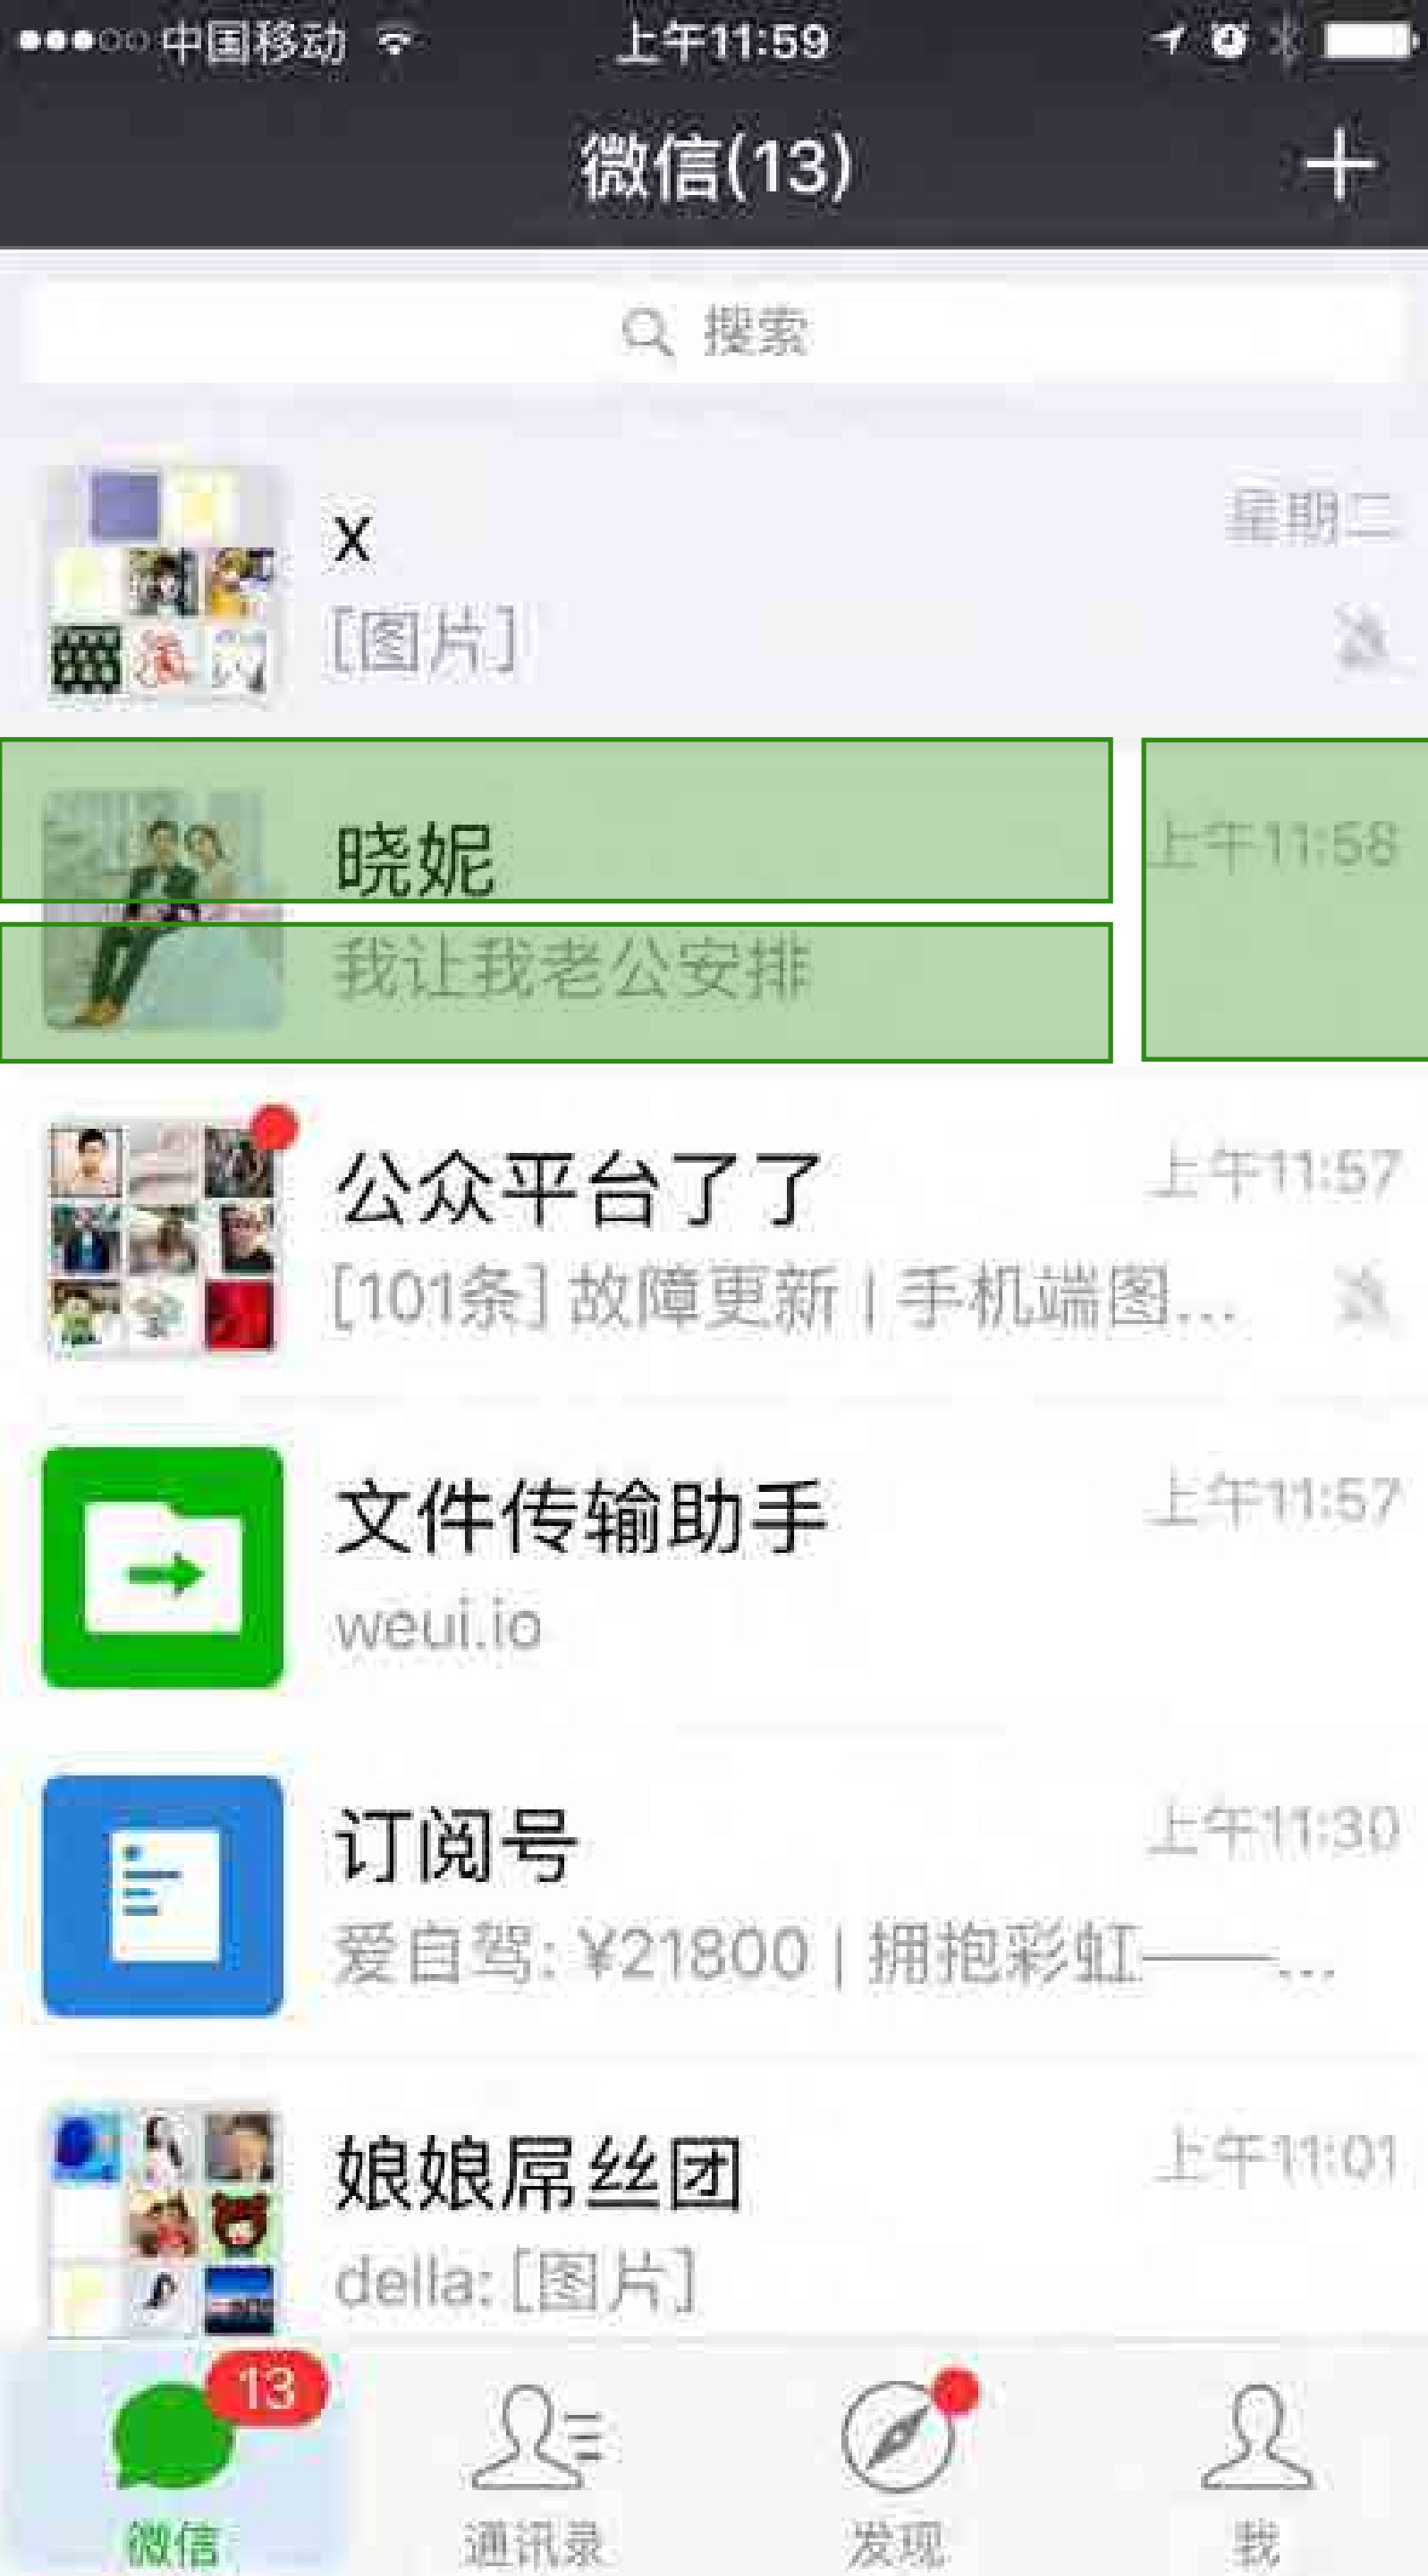 中国移动 上午11:59
微信(13)
搜索
x 星期二
[图片]
晓妮 上午11:58
我让我老公安排
公众平台了了 上午11:57
[101条] 故障更新 | 手机端图...
文件传输助手 上午11:57
weui.io
订阅号 上午11:30
爱自驾: ¥21800 | 拥抱彩虹——...
娘娘屌丝团 上午11:01
della: [图片]
13
微信 通讯录 发现 我